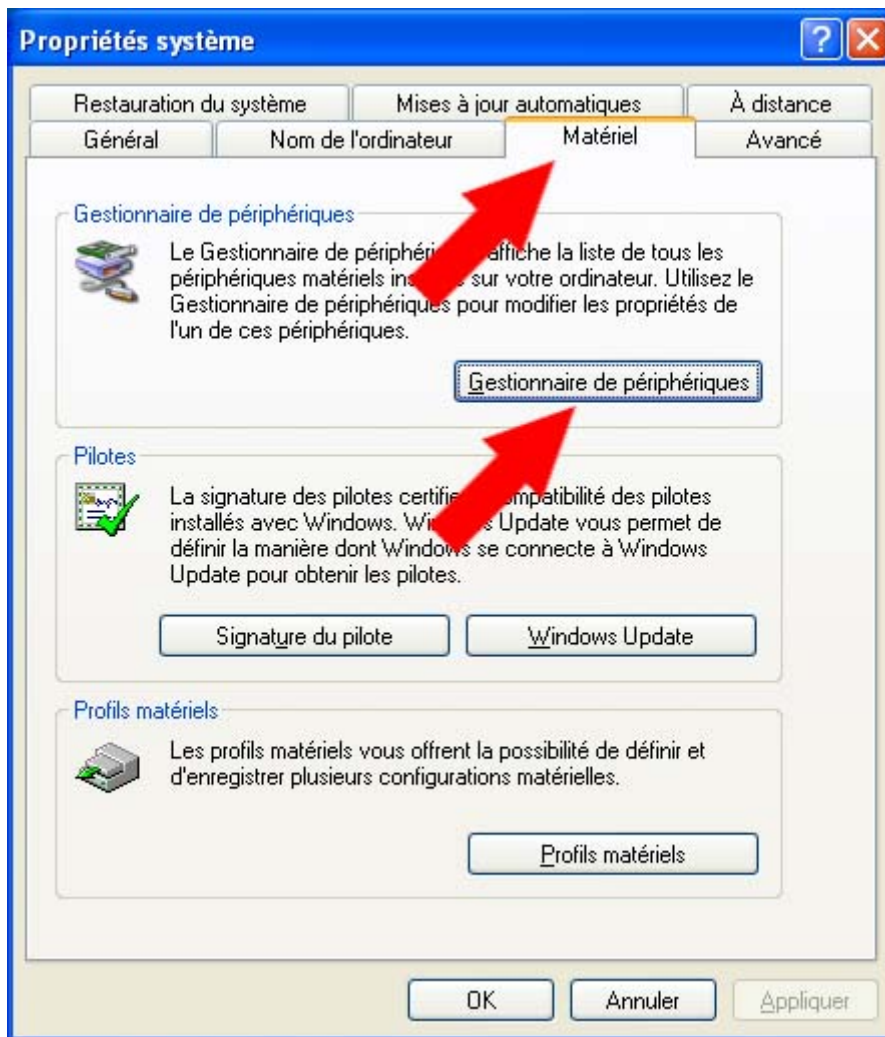 Propriétés système
Restauration du système Mises à jour automatiques À distance
Général Nom de l'ordinateur Matériel Avancé
Gestionnaire de périphériques
Le Gestionnaire de périphéri affiche la liste de tous les
périphériques matériels ins sur votre ordinateur. Utilisez le
Gestionnaire de périphériques pour modifier les propriétés de
l'un de ces périphériques.
Gestionnaire de périphériques
Pilotes
La signature des pilotes certifie compatibilité des pilotes
installés avec Windows. Wi s Update vous permet de
définir la manière dont Windows se connecte à Windows
Update pour obtenir les pilotes.
Signature du pilote Windows Update
Profils matériels
Les profils matériels vous offrent la possibilité de définir et
d'enregistrer plusieurs configurations matérielles.
Profils matériels
OK Annuler Appliquer